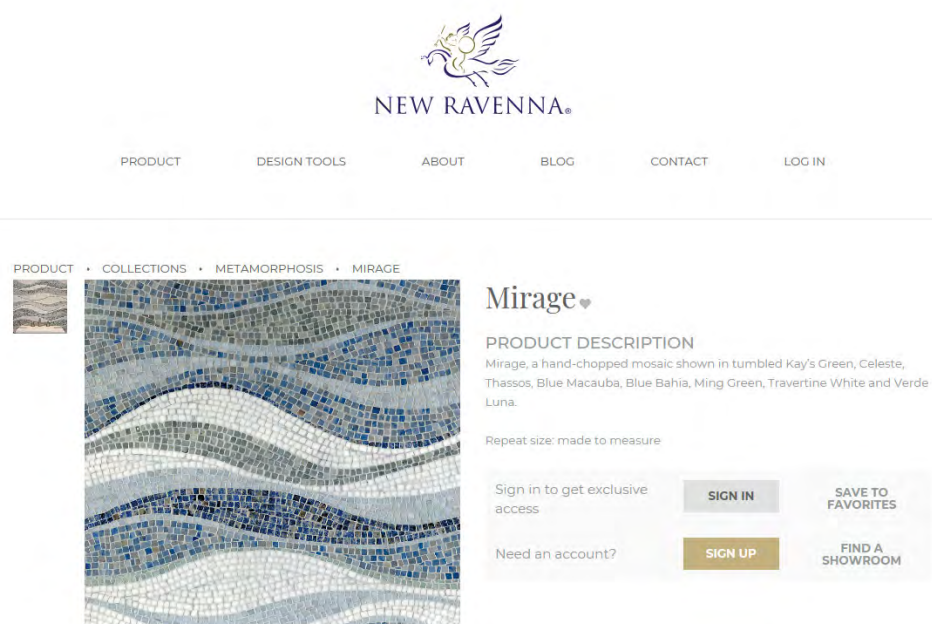 NEW RAVENNA®
PRODUCT DESIGN TOOLS ABOUT BLOG CONTACT LOG IN
PRODUCT • COLLECTIONS • METAMORPHOSIS • MIRAGE
Mirage
PRODUCT DESCRIPTION
Mirage, a hand-chopped mosaic shown in tumbled Kay's Green, Celeste,
Thassos, Blue Macauba, Blue Bahia, Ming Green, Travertine White and Verde
Luna.
Repeat size: made to measure
Sign in to get exclusive
access
SIGN IN
SAVE TO
FAVORITES
Need an account?
SIGN UP
FIND A
SHOWROOM